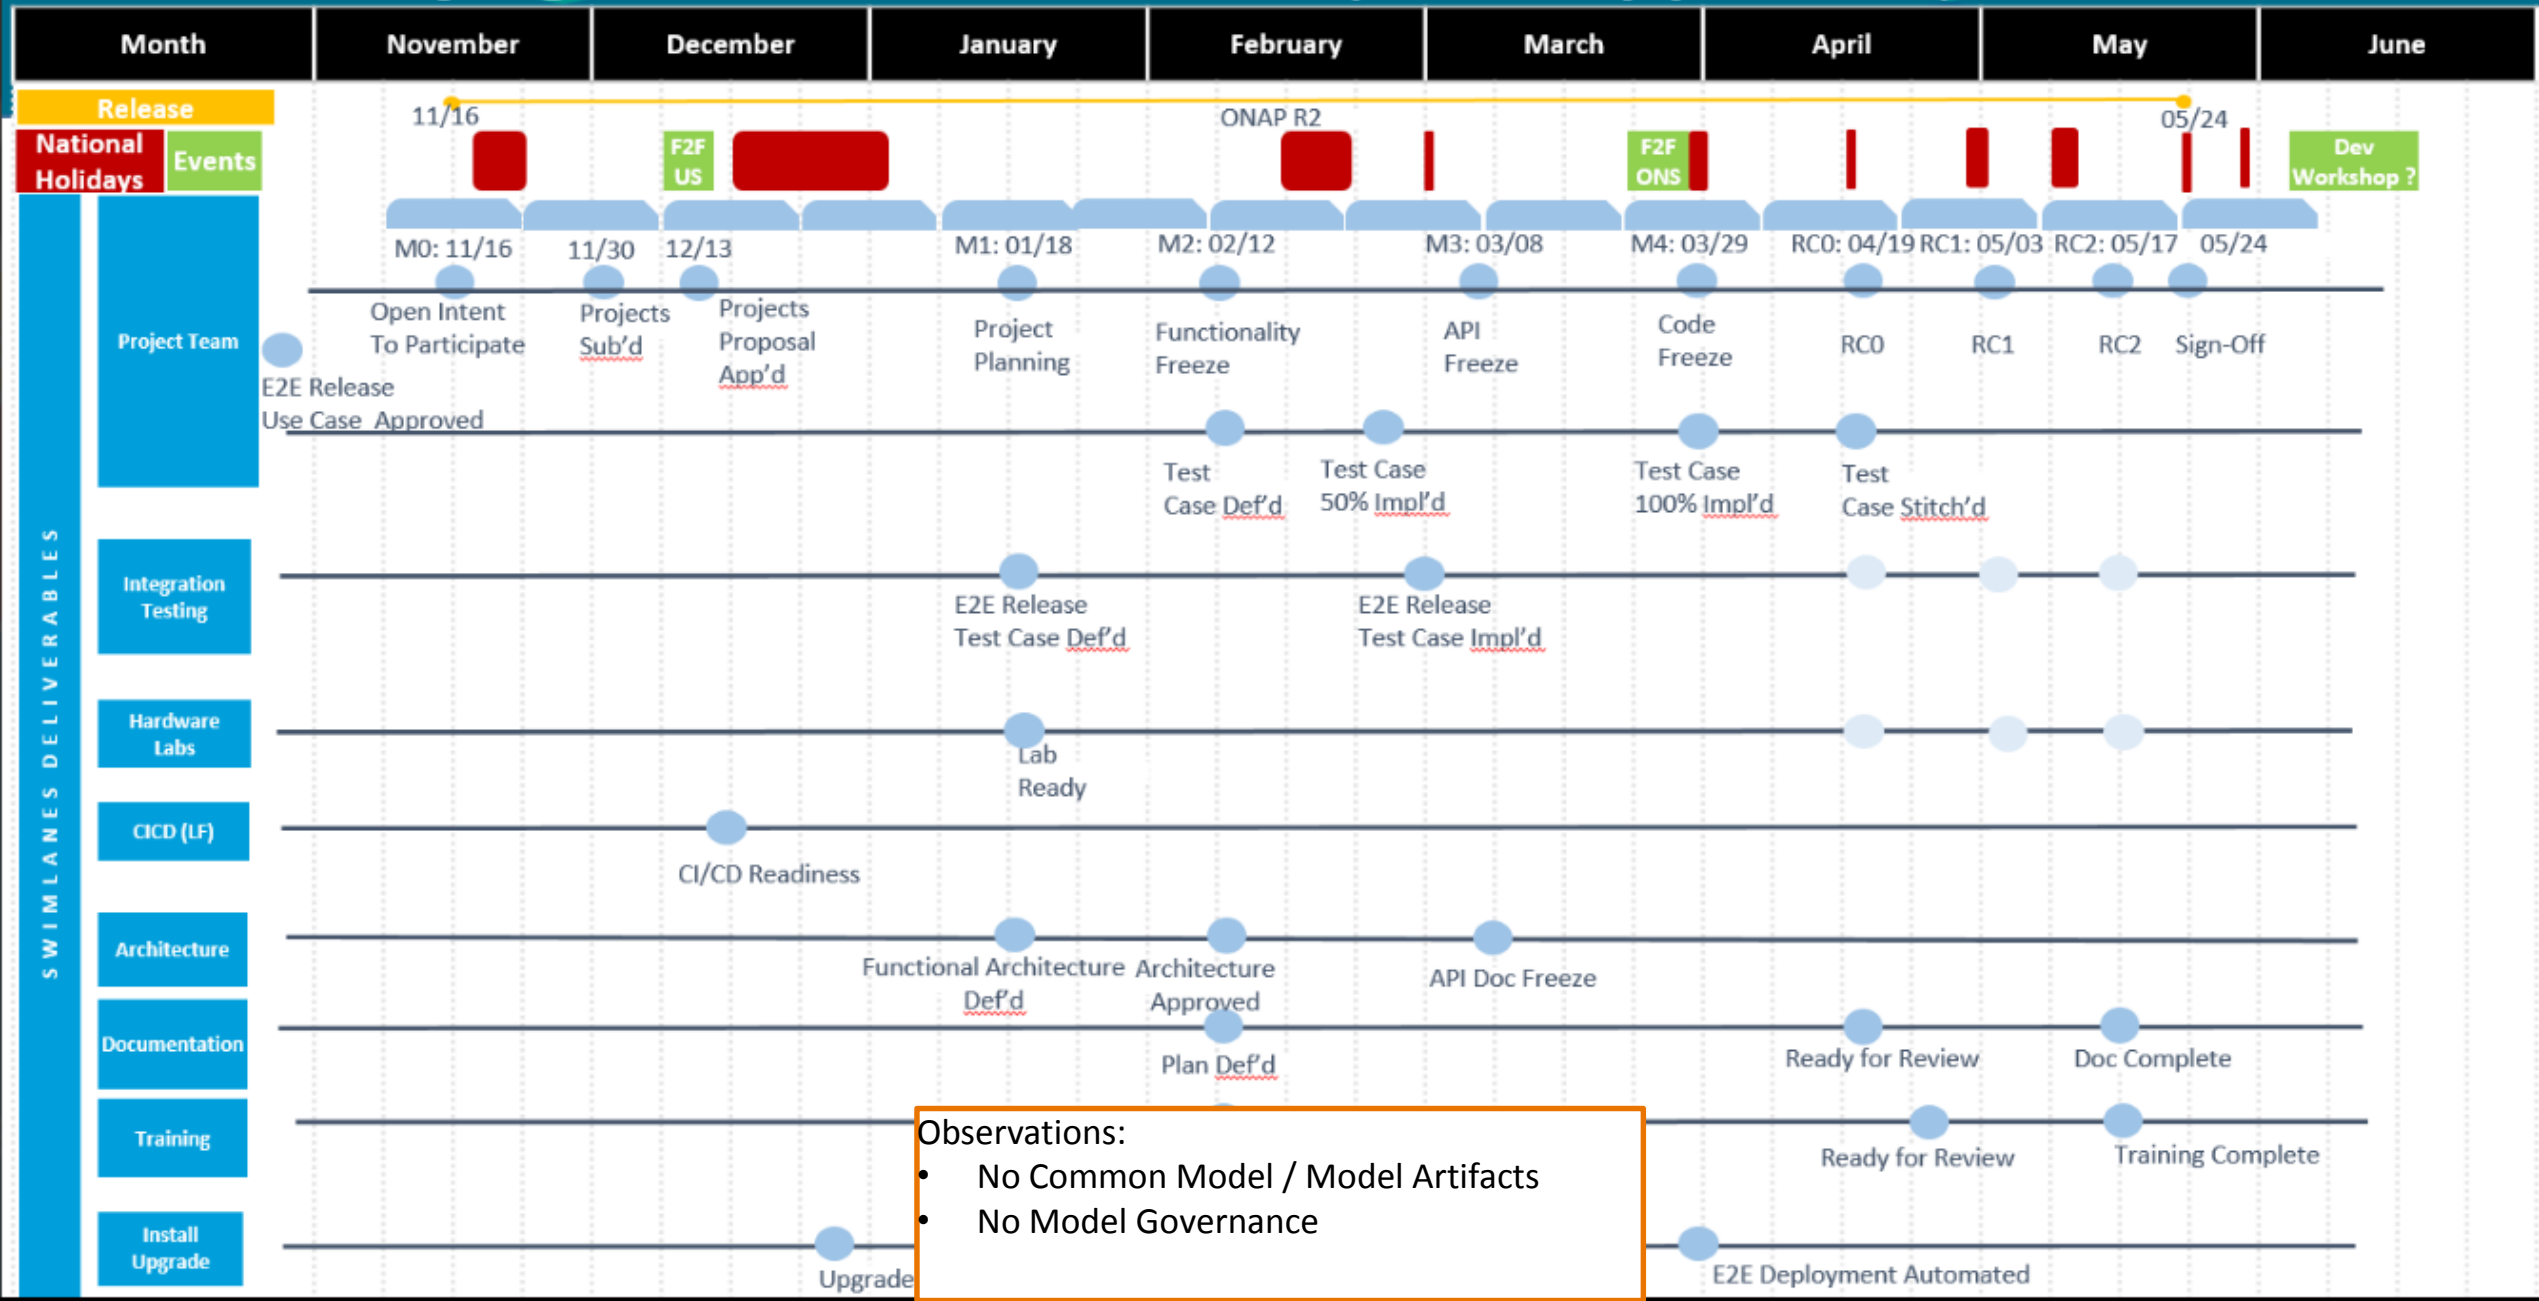 Month November December January February March April May June
Release
11/16
ONAP R2
05/24
National
Holidays
Events
F2F
US
F2F
ONS
Dev
Workshop ?
SWIMLANES DELIVERABLES
Project Team
M0: 11/16
11/30
12/13
M1: 01/18
M2: 02/12
M3: 03/08
M4: 03/29
RC0: 04/19
RC1: 05/03
RC2: 05/17
05/24
Open Intent
To Participate
Projects
Sub'd
Projects
Proposal
App'd
Project
Planning
Functionality
Freeze
API
Freeze
Code
Freeze
RC0
RC1
RC2
Sign-Off
E2E Release
Use Case Approved
Test
Case Def'd
Test Case
50% Impl'd
Test Case
100% Impl'd
Test
Case Stitch'd
Integration
Testing
E2E Release
Test Case Def'd
E2E Release
Test Case Impl'd
Hardware
Labs
Lab
Ready
CICD (LF)
CI/CD Readiness
Architecture
Functional Architecture
Def'd
Architecture
Approved
API Doc Freeze
Documentation
Plan Def'd
Ready for Review
Doc Complete
Training
Ready for Review
Training Complete
Install
Upgrade
Upgrade
E2E Deployment Automated
Observations:
• No Common Model / Model Artifacts
• No Model Governance